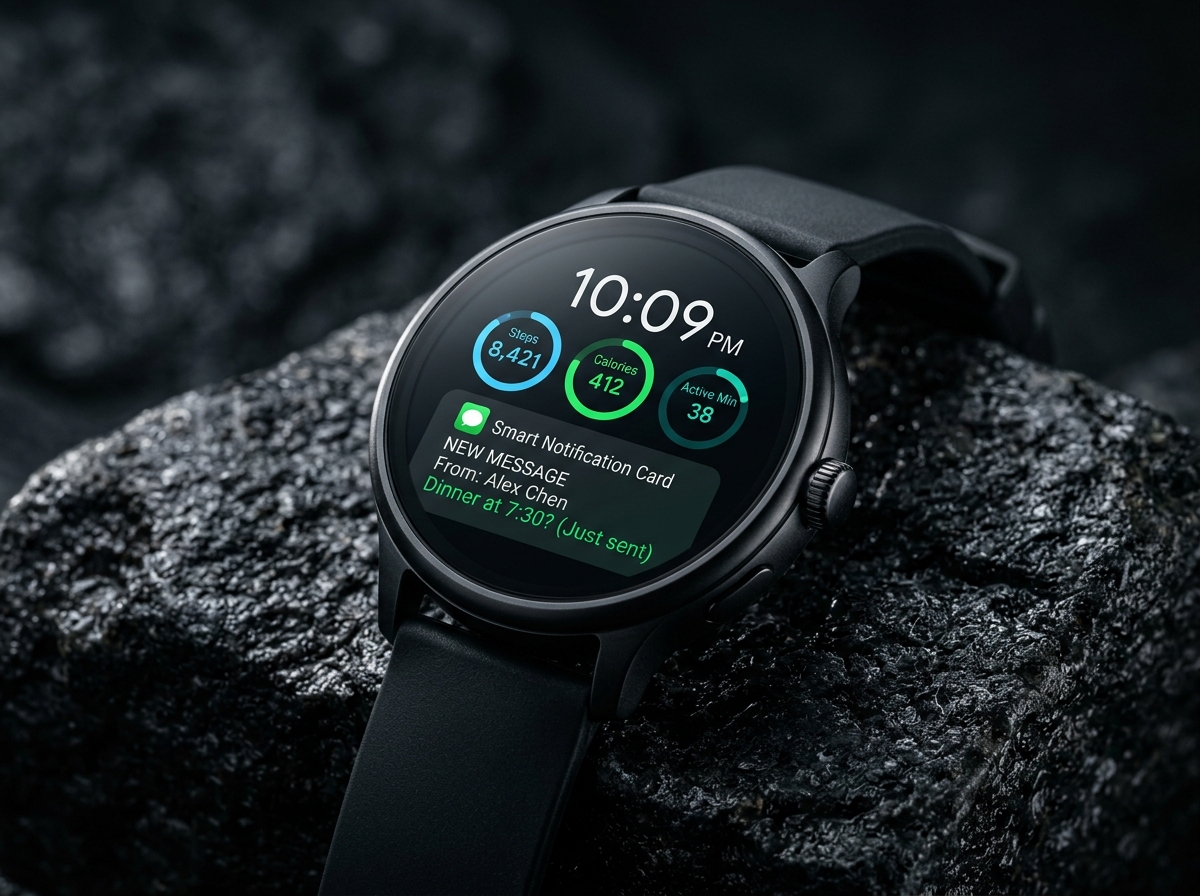 10:09 PM
Steps
8,421
Calories
412
Active Min
38
Smart Notification Card
NEW MESSAGE
From: Alex Chen
Dinner at 7:30? (Just sent)